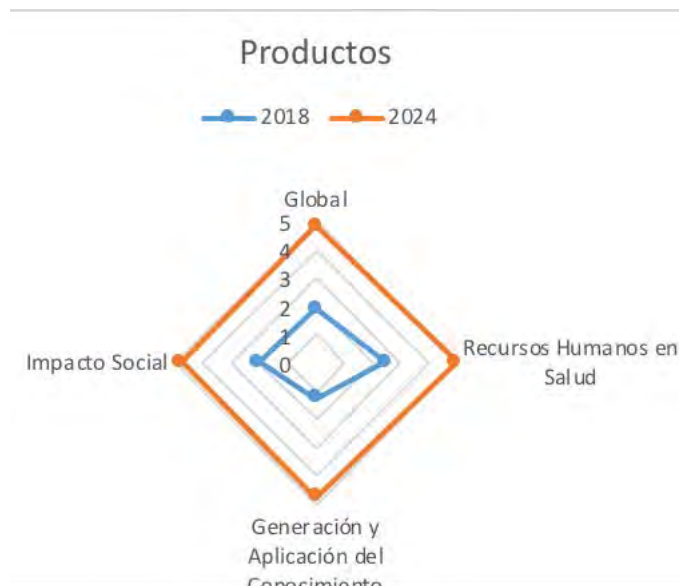 Productos
2018 2024
Global
5
4
3
2
1
0
Impacto Social
Recursos Humanos en
Salud
Generación y
Aplicación del
Conocimiento